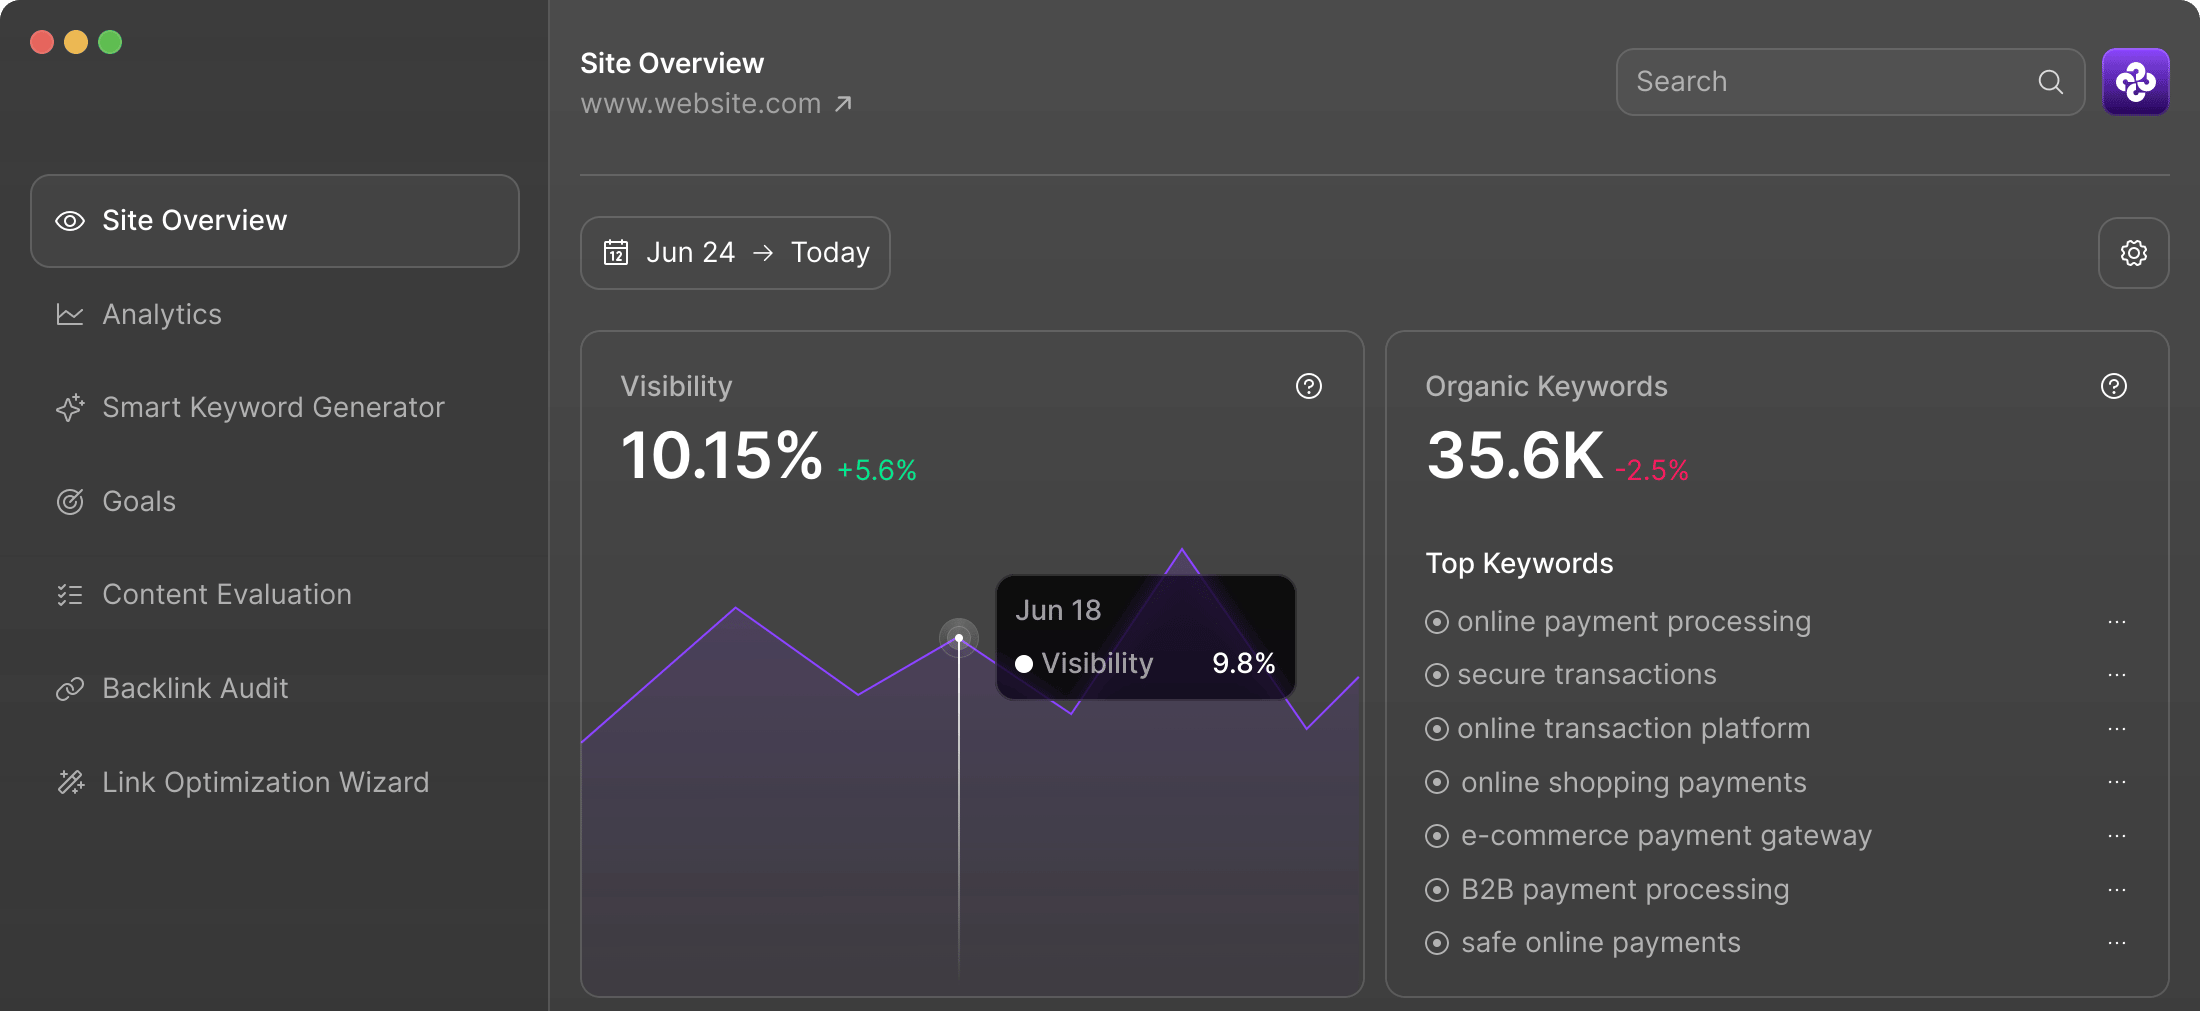 Site Overview
www.website.com
Search
Site Overview
Analytics
Smart Keyword Generator
Goals
Content Evaluation
Backlink Audit
Link Optimization Wizard
12
Jun 24 → Today
Visibility
10.15% +5.6%
Jun 18
Visibility 9.8%
Organic Keywords
35.6K -2.5%
Top Keywords
online payment processing
secure transactions
online transaction platform
online shopping payments
e-commerce payment gateway
B2B payment processing
safe online payments